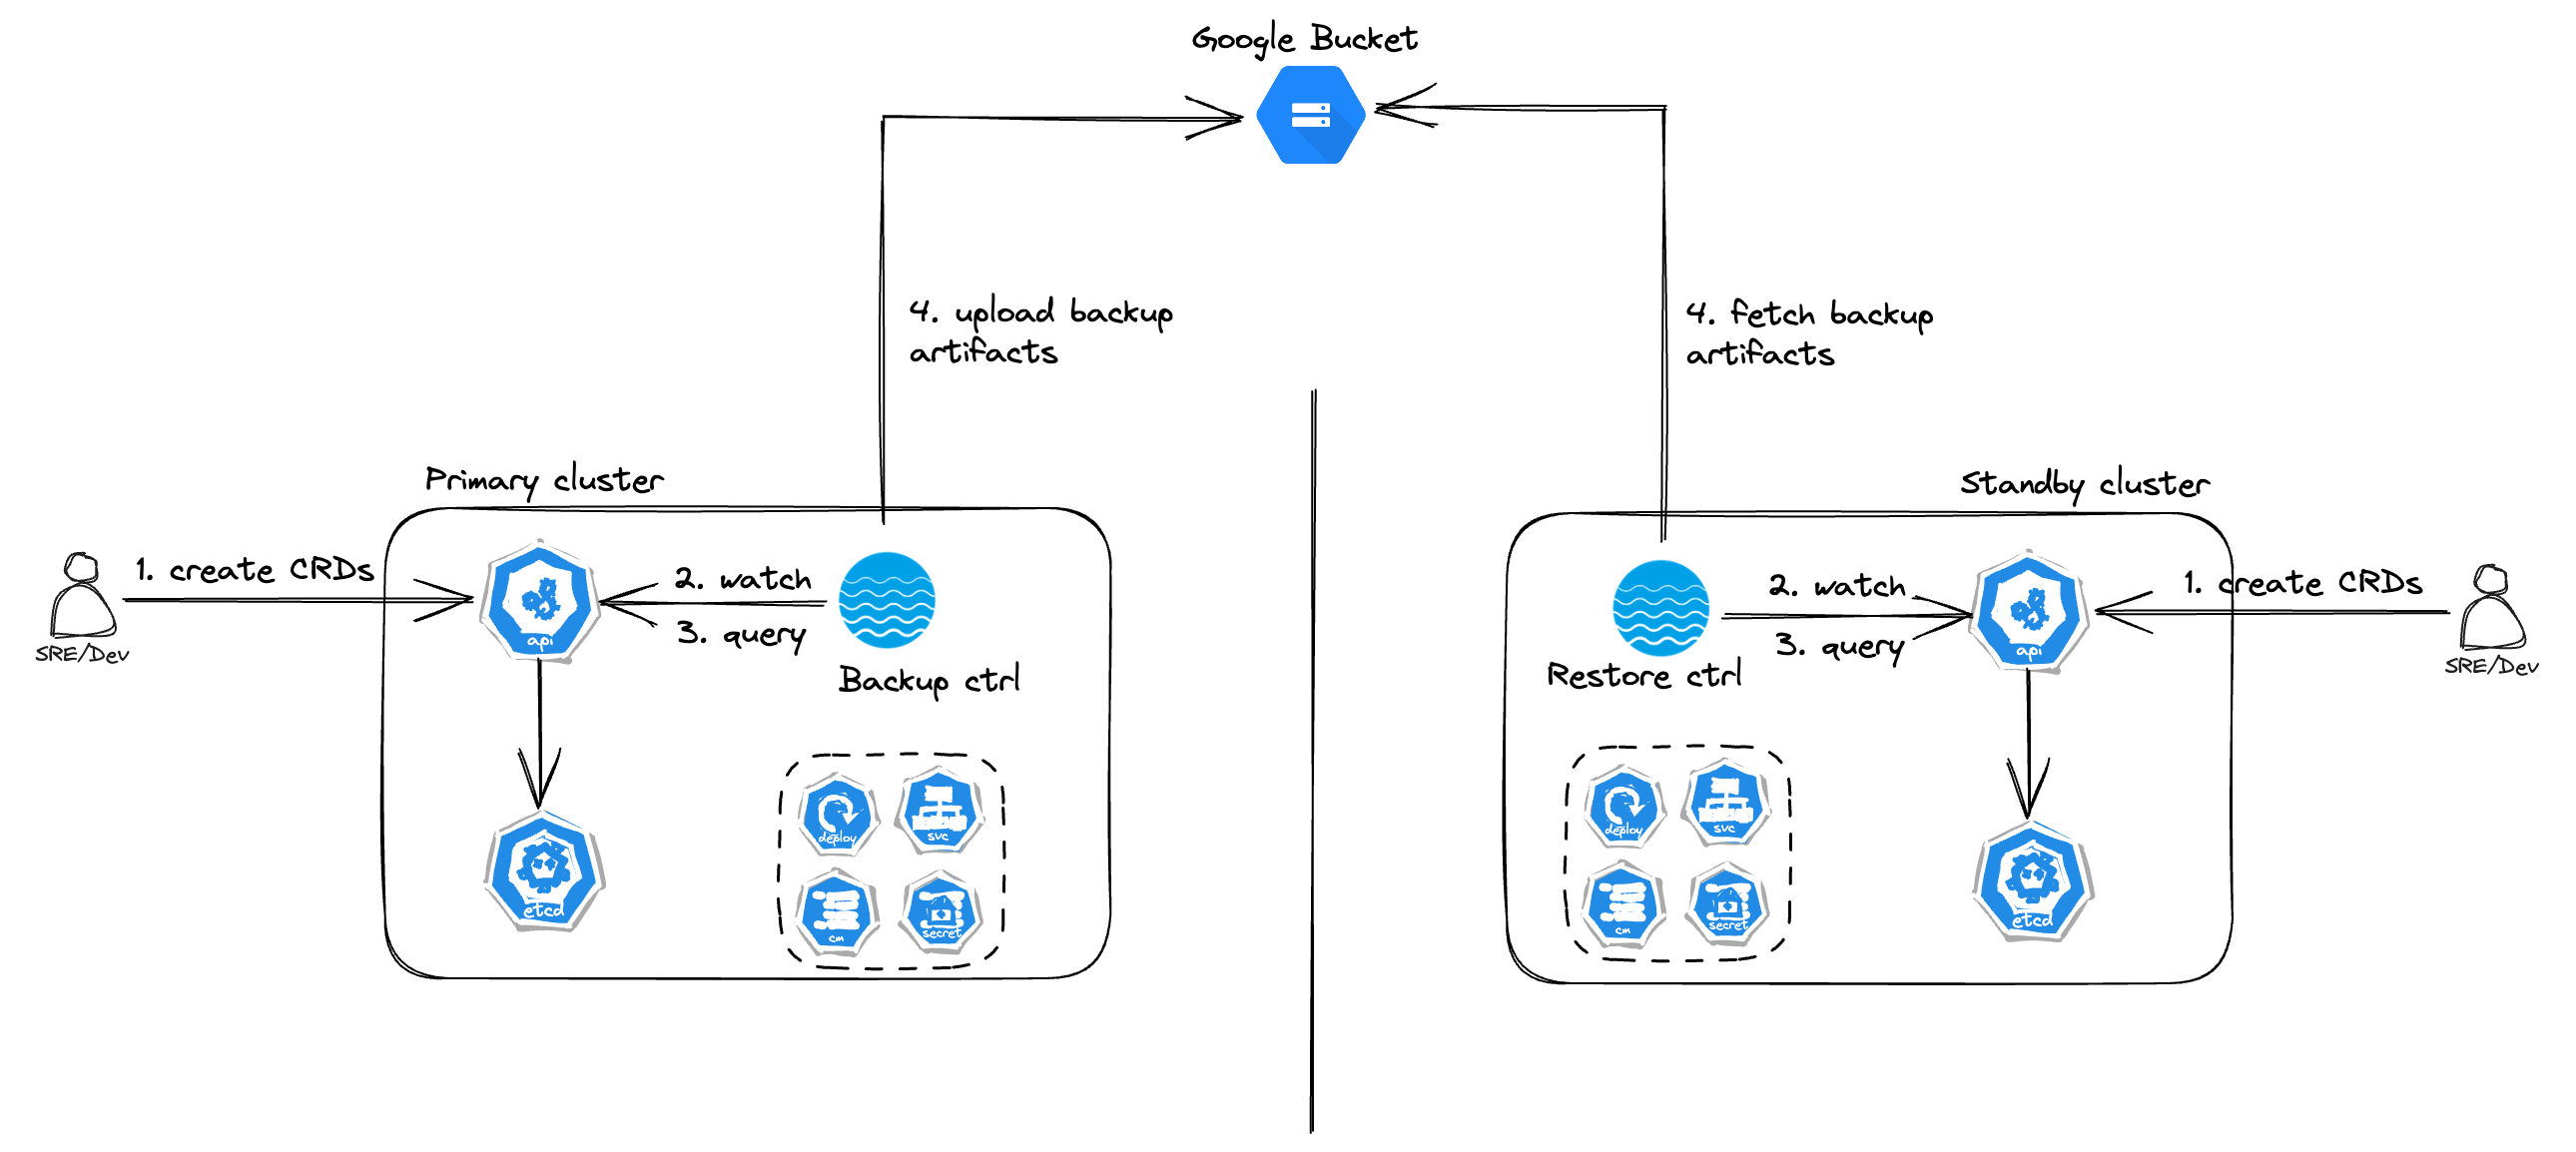 Google Bucket
4. upload backup
artifacts
4. fetch backup
artifacts
Primary cluster
Standby cluster
1. create CRDs
2. watch
3. query
api
SRE/Dev
Backup ctrl
deploy
svc
etcd
cm
secret
2. watch
3. query
1. create CRDs
api
SRE/Dev
Restore ctrl
deploy
svc
etcd
cm
secret